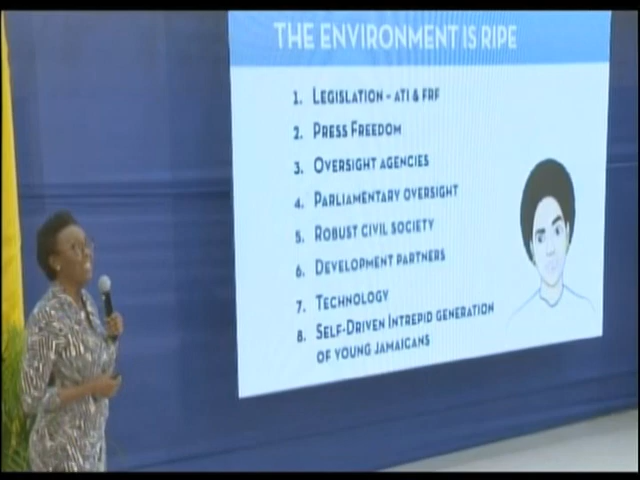 THE ENVIRONMENT IS RIPE
1. LEGISLATION - ATI & FRF
2. PRESS FREEDOM
3. OVERSIGHT AGENCIES
4. PARLIAMENTARY OVERSIGHT
5. ROBUST CIVIL SOCIETY
6. DEVELOPMENT PARTNERS
7. TECHNOLOGY
8. SELF-DRIVEN INTREPID GENERATION
OF YOUNG JAMAICANS